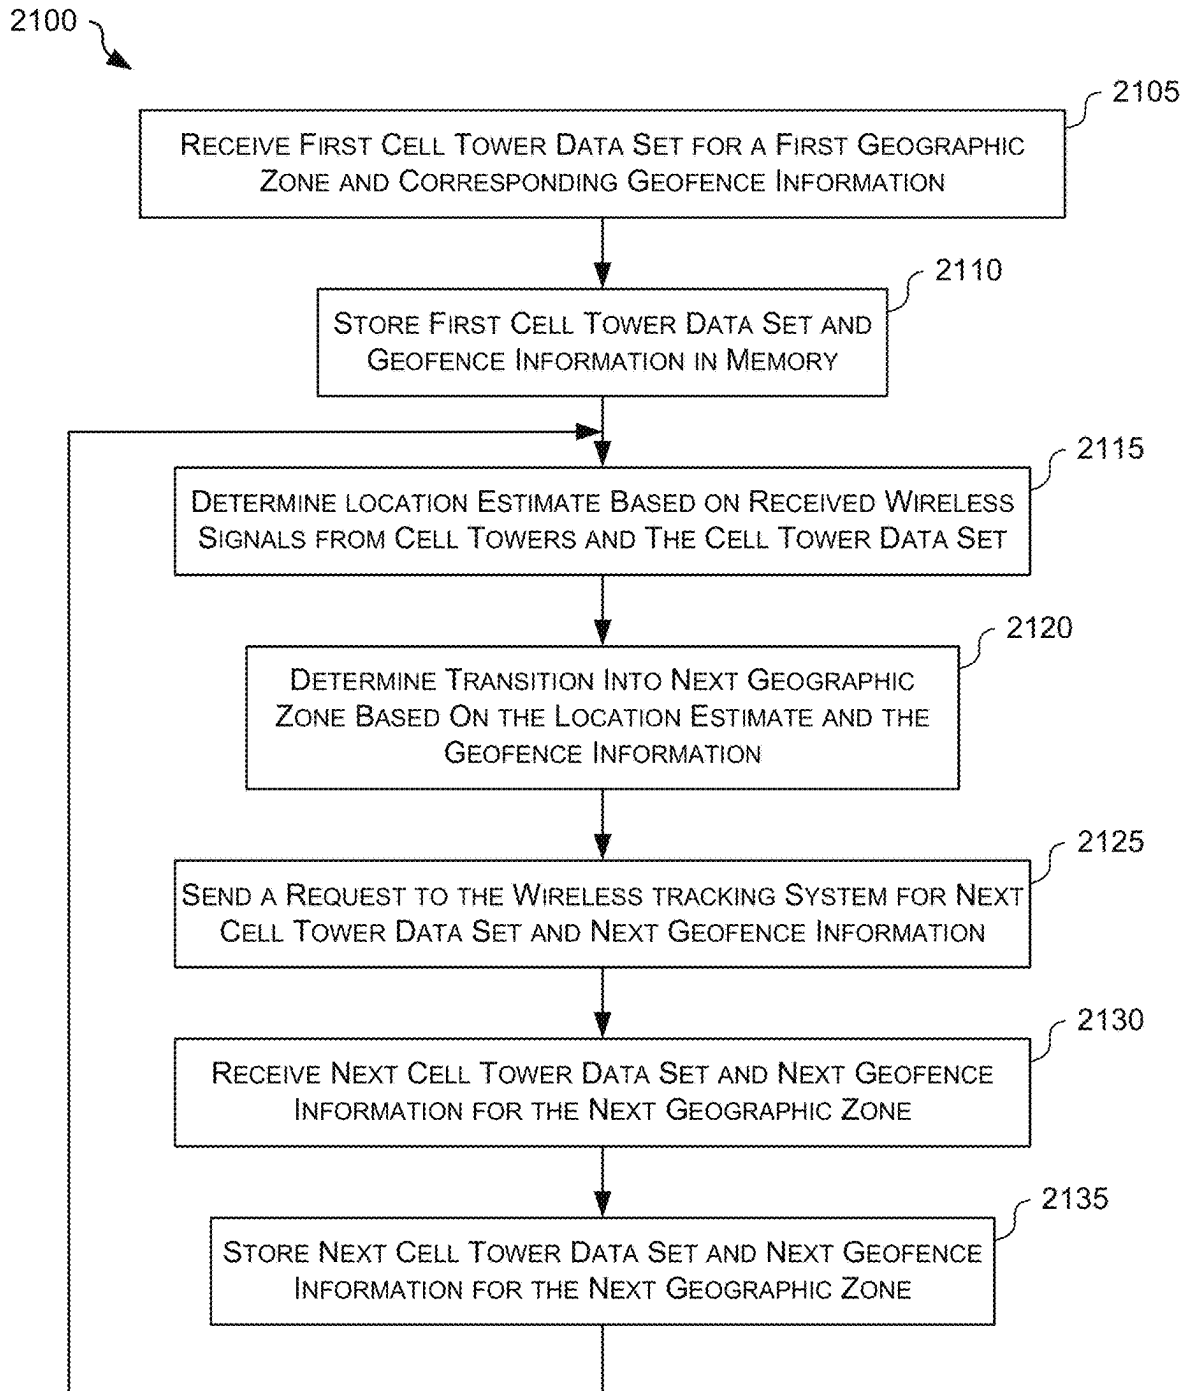 2100
2105
RECEIVE FIRST CELL TOWER DATA SET FOR A FIRST GEOGRAPHIC
ZONE AND CORRESPONDING GEOFENCE INFORMATION
2110
STORE FIRST CELL TOWER DATA SET AND
GEOFENCE INFORMATION IN MEMORY
2115
DETERMINE LOCATION ESTIMATE BASED ON RECEIVED WIRELESS
SIGNALS FROM CELL TOWERS AND THE CELL TOWER DATA SET
2120
DETERMINE TRANSITION INTO NEXT GEOGRAPHIC
ZONE BASED ON THE LOCATION ESTIMATE AND THE
GEOFENCE INFORMATION
2125
SEND A REQUEST TO THE WIRELESS TRACKING SYSTEM FOR NEXT
CELL TOWER DATA SET AND NEXT GEOFENCE INFORMATION
2130
RECEIVE NEXT CELL TOWER DATA SET AND NEXT GEOFENCE
INFORMATION FOR THE NEXT GEOGRAPHIC ZONE
2135
STORE NEXT CELL TOWER DATA SET AND NEXT GEOFENCE
INFORMATION FOR THE NEXT GEOGRAPHIC ZONE